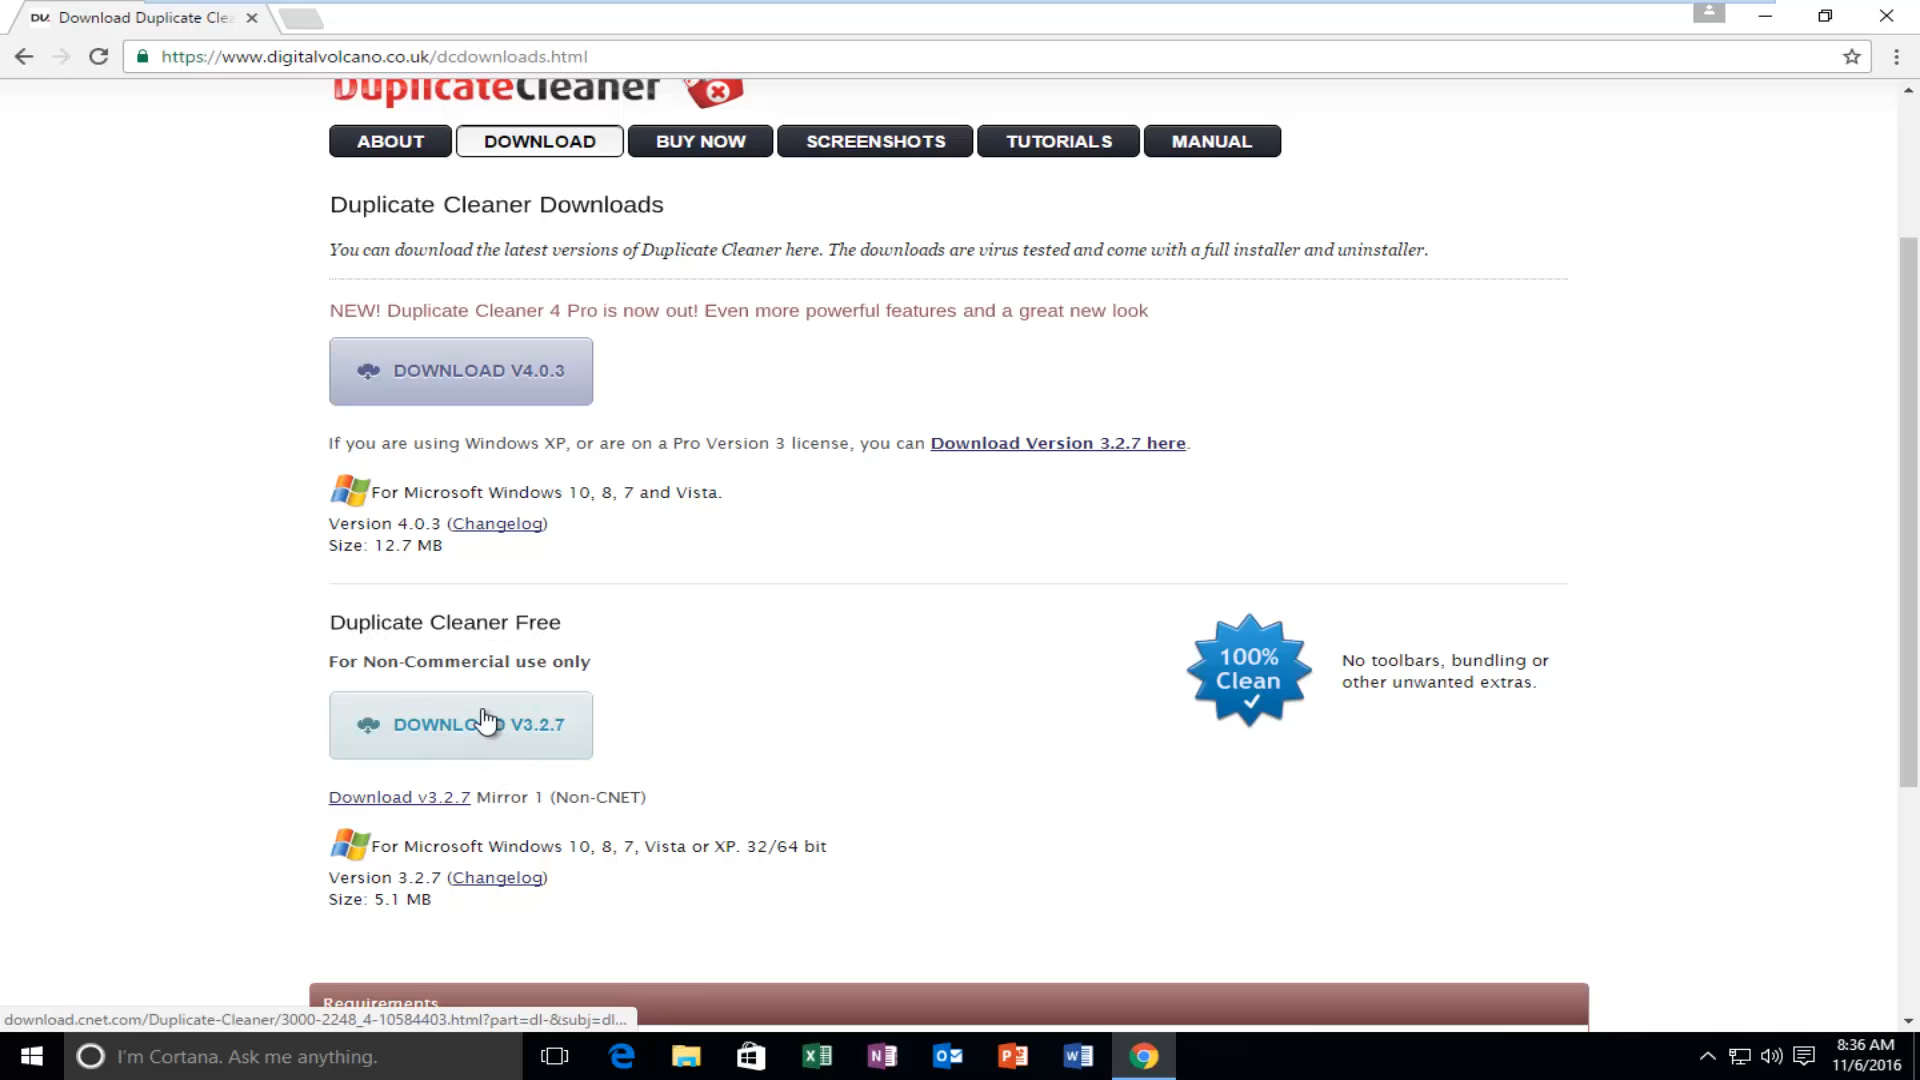 DV. Download Duplicate Clea
https://www.digitalvolcano.co.uk/dcdownloads.html
DuplicateCleaner
ABOUT DOWNLOAD BUY NOW SCREENSHOTS TUTORIALS MANUAL
Duplicate Cleaner Downloads
You can download the latest versions of Duplicate Cleaner here. The downloads are virus tested and come with a full installer and uninstaller.
NEW! Duplicate Cleaner 4 Pro is now out! Even more powerful features and a great new look
DOWNLOAD V4.0.3
If you are using Windows XP, or are on a Pro Version 3 license, you can Download Version 3.2.7 here.
For Microsoft Windows 10, 8, 7 and Vista.
Version 4.0.3 (Changelog)
Size: 12.7 MB
Duplicate Cleaner Free
For Non-Commercial use only
DOWNLOAD V3.2.7
100%
Clean
No toolbars, bundling or
other unwanted extras.
Download v3.2.7 Mirror 1 (Non-CNET)
For Microsoft Windows 10, 8, 7, Vista or XP. 32/64 bit
Version 3.2.7 (Changelog)
Size: 5.1 MB
Requirements
download.cnet.com/Duplicate-Cleaner/3000-2248_4-10584403.html?part=dl-&subj=dl...
I'm Cortana. Ask me anything.
8:36 AM
11/6/2016